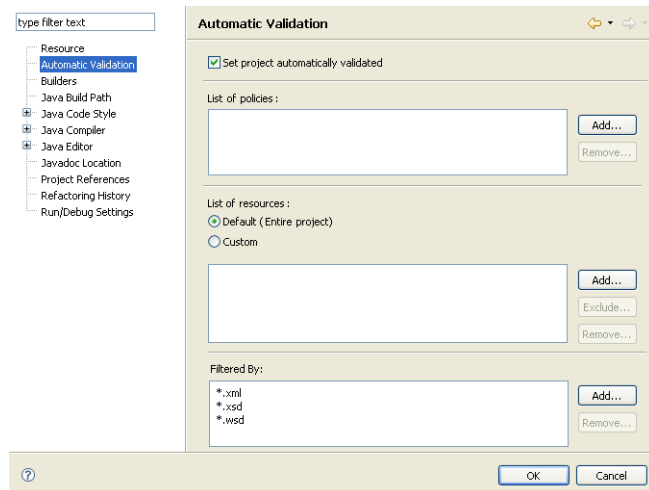 type filter text
Resource
Automatic Validation
Builders
Java Build Path
Java Code Style
Java Compiler
Java Editor
Javadoc Location
Project References
Refactoring History
Run/Debug Settings
Automatic Validation
Set project automatically validated
List of policies :
Add...
Remove...
List of resources :
Default ( Entire project)
Custom
Add...
Exclude...
Remove...
Filtered By:
*.xml
*.xsd
*.wsd
Add...
Remove...
?
OK
Cancel